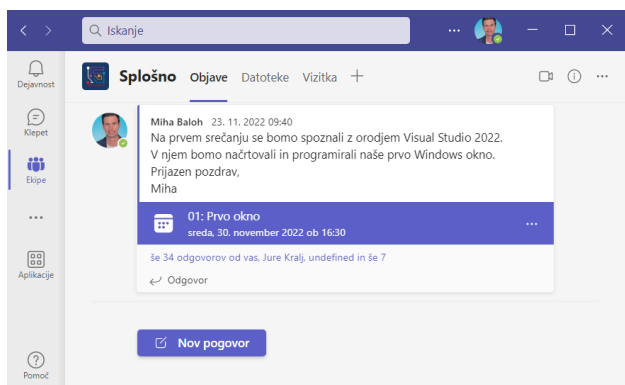 Iskanje
Dejavnost
Klepet
Ekipe
Aplikacije
Pomoč
Splošno Objave Datoteke Vizitka
Miha Baloh 23. 11. 2022 09:40
Na prvem srečanju se bomo spoznali z orodjem Visual Studio 2022.
V njem bomo načrtovali in programirali naše prvo Windows okno.
Prijazen pozdrav,
Miha
01: Prvo okno
sreda, 30. november 2022 ob 16:30
še 34 odgovorov od vas, Jure Kralj, undefined in še 7
Odgovor
Nov pogovor